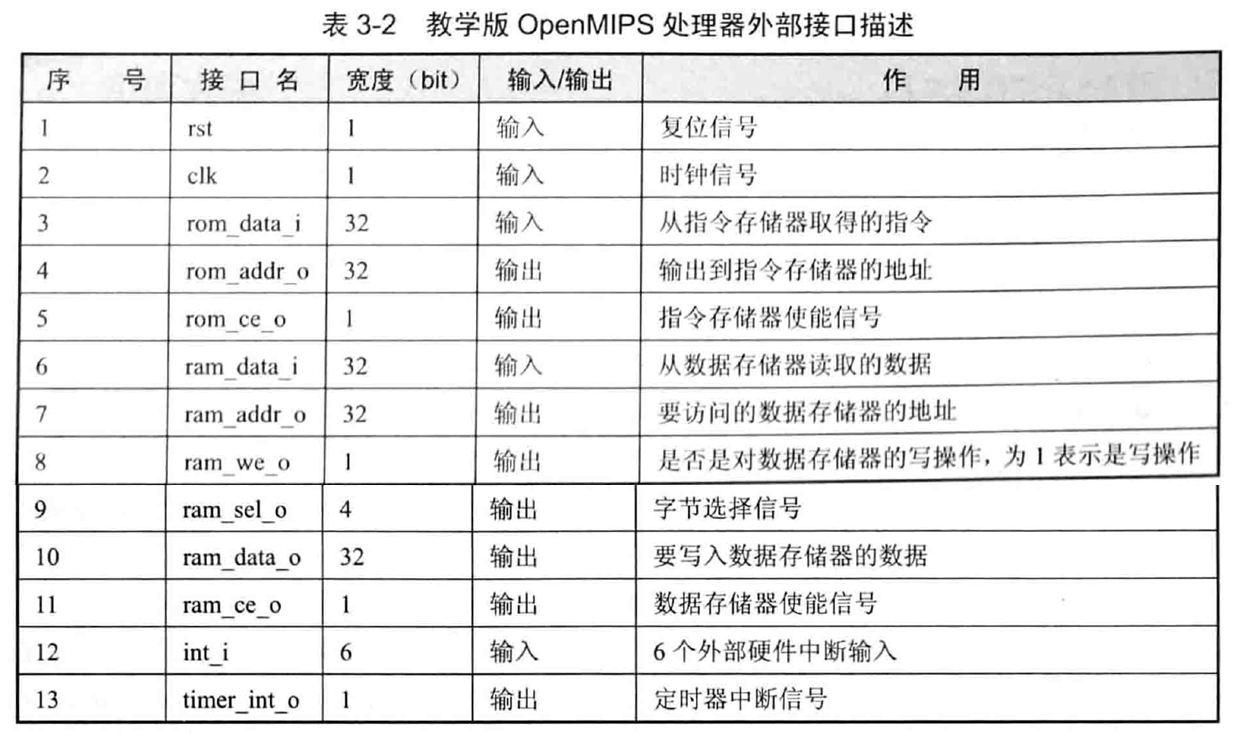 表 3-2 教学版 OpenMIPS 处理器外部接口描述
序 号 接 口 名 宽度（bit） 输入/输出 作 用
1 rst 1 输入 复位信号
2 clk 1 输入 时钟信号
3 rom_data_i 32 输入 从指令存储器取得的指令
4 rom_addr_o 32 输出 输出到指令存储器的地址
5 rom_ce_o 1 输出 指令存储器使能信号
6 ram_data_i 32 输入 从数据存储器读取的数据
7 ram_addr_o 32 输出 要访问的数据存储器的地址
8 ram_we_o 1 输出 是否是对数据存储器的写操作，为 1 表示是写操作
9 ram_sel_o 4 输出 字节选择信号
10 ram_data_o 32 输出 要写入数据存储器的数据
11 ram_ce_o 1 输出 数据存储器使能信号
12 int_i 6 输入 6 个外部硬件中断输入
13 timer_int_o 1 输出 定时器中断信号